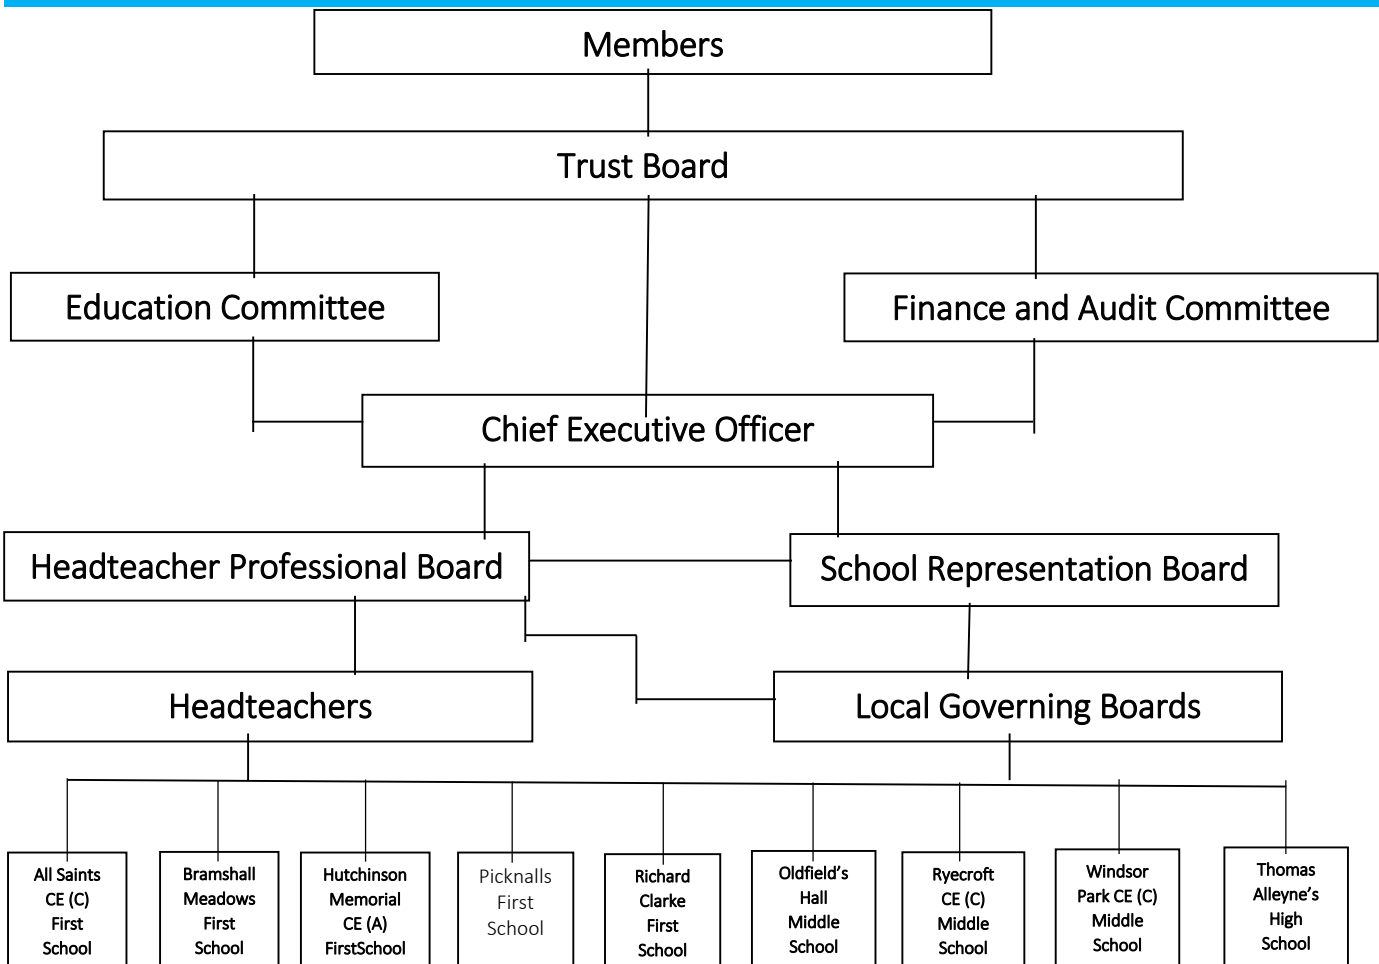 Members
Trust Board
Education Committee
Finance and Audit Committee
Chief Executive Officer
Headteacher Professional Board
School Representation Board
Headteachers
Local Governing Boards
All Saints
CE (C)
First
School
Bramshall
Meadows
First
School
Hutchinson
Memorial
CE (A)
FirstSchool
Picknalls
First
School
Richard
Clarke
First
School
Oldfield’s
Hall
Middle
School
Ryecroft
CE (C)
Middle
School
Windsor
Park CE (C)
Middle
School
Thomas
Alleyne’s
High
School